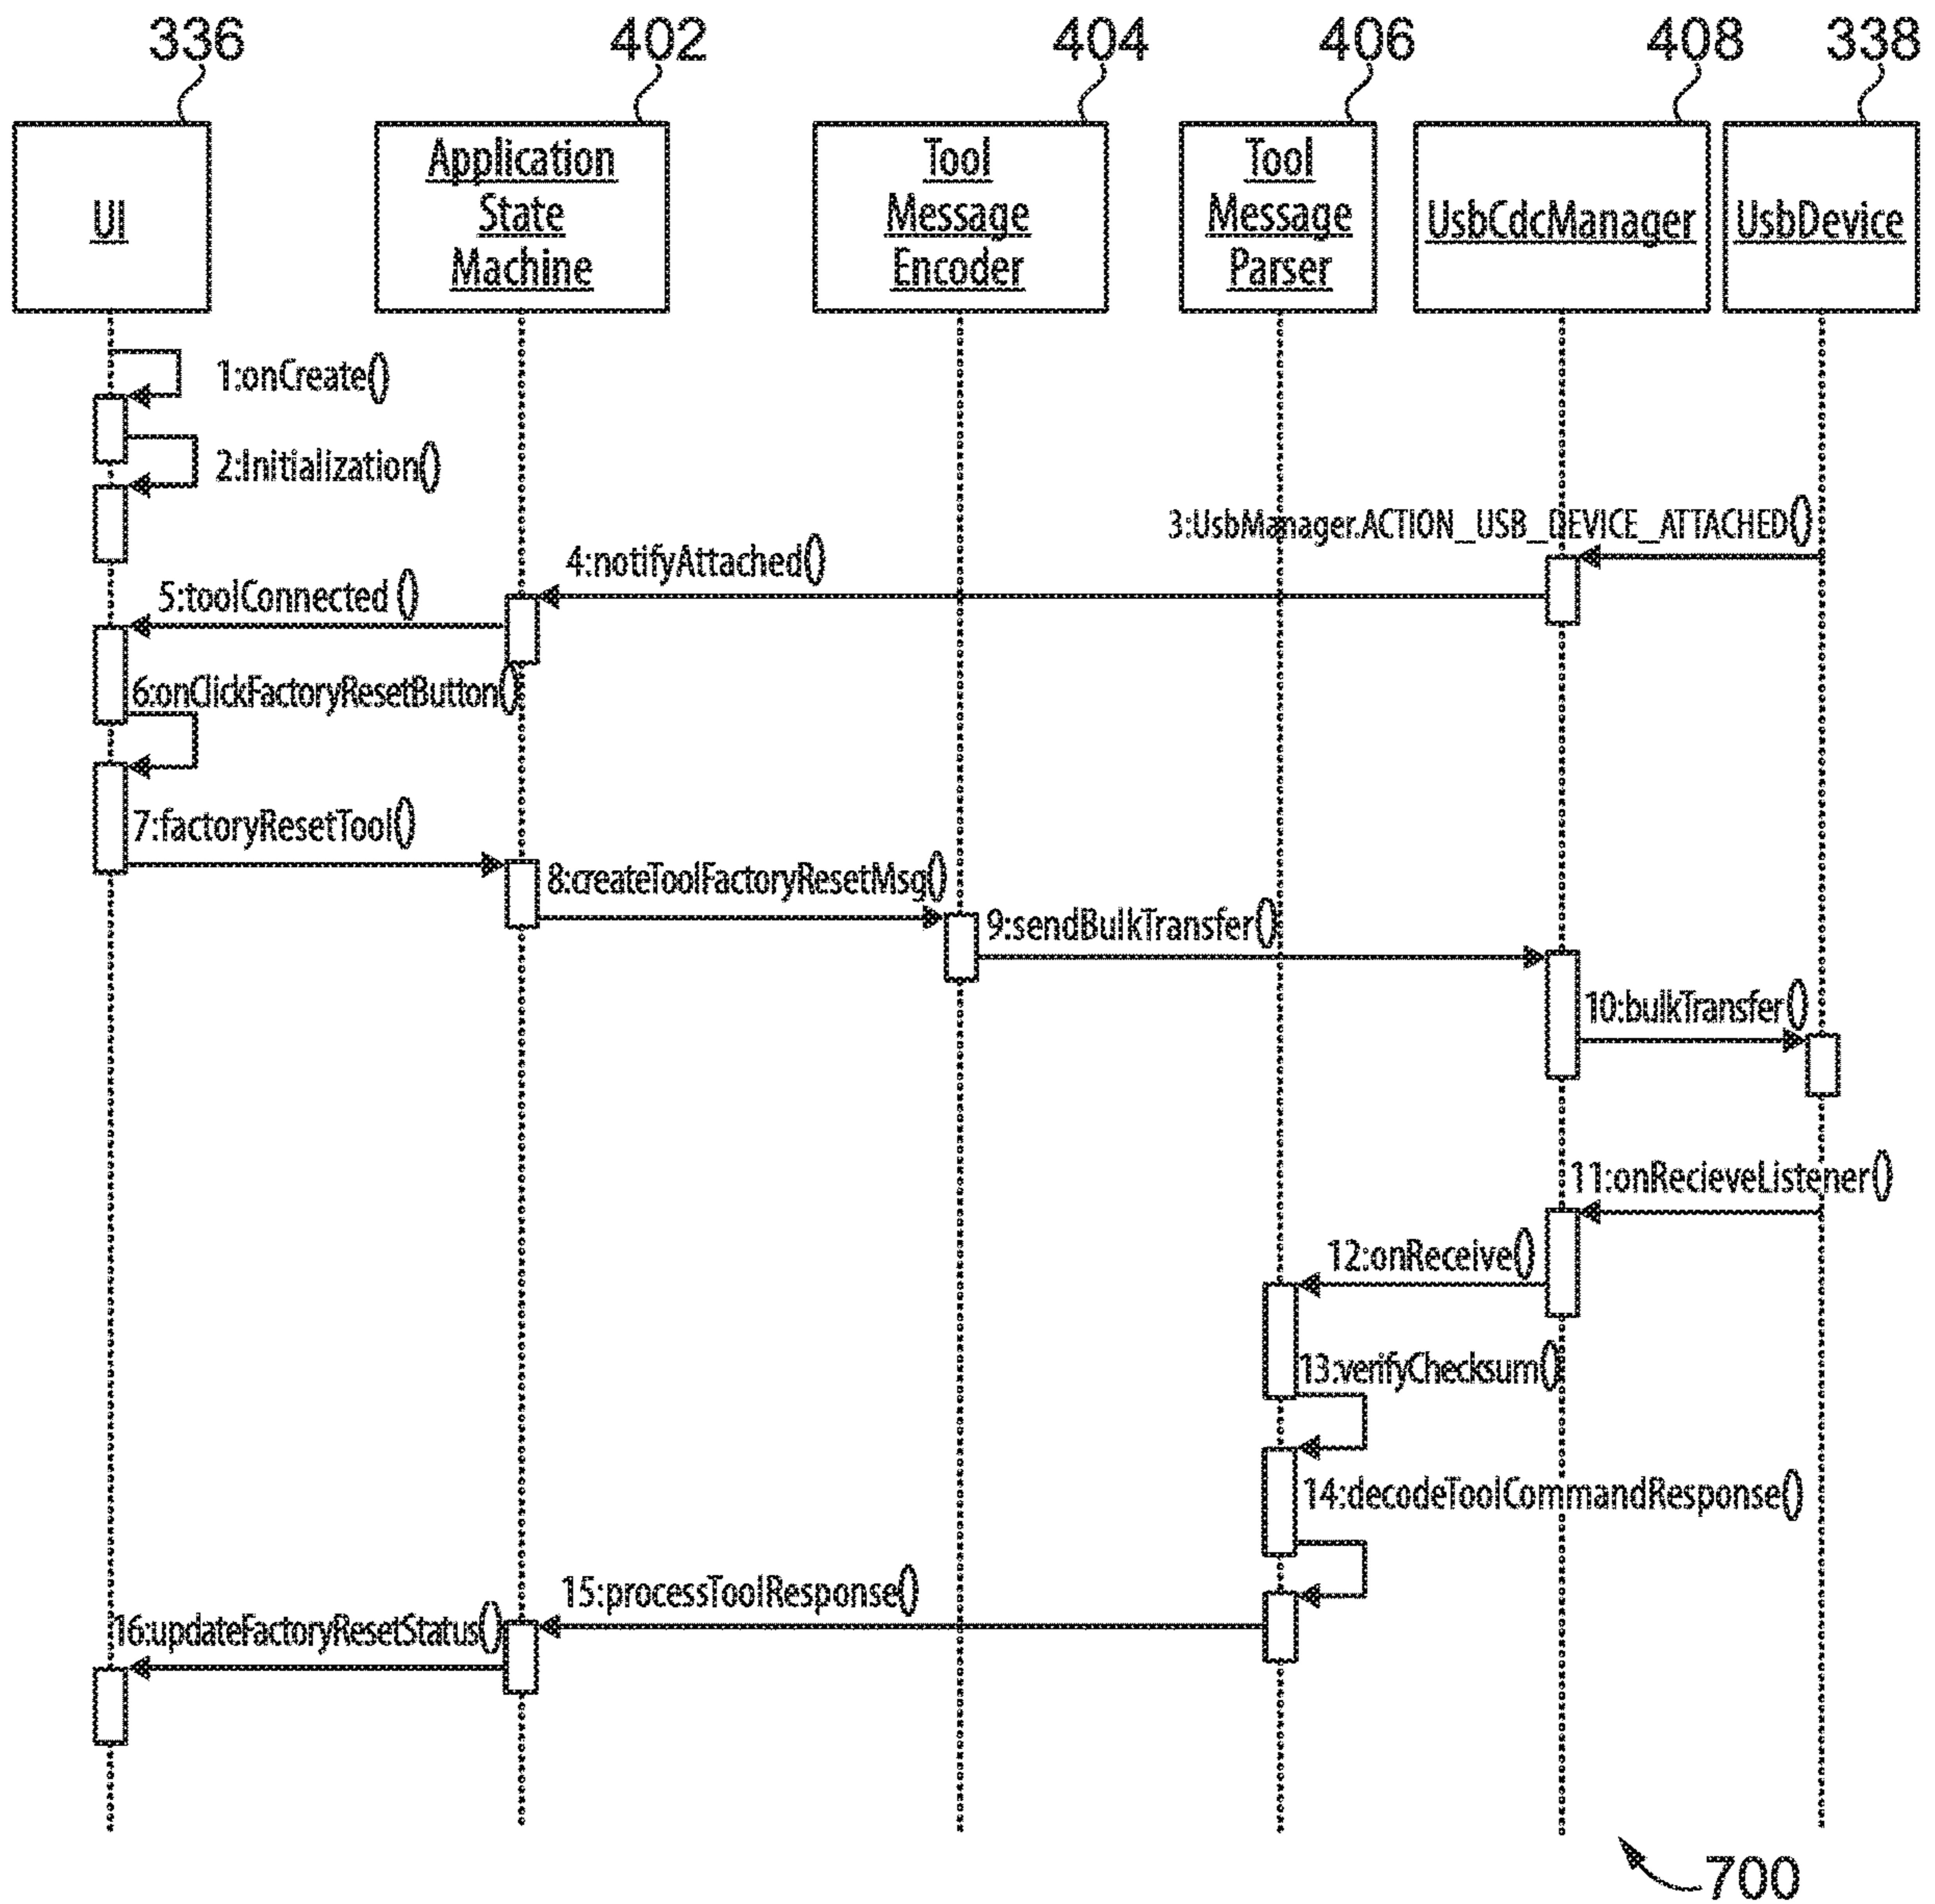 336
402
404
406
408
338
UI
Application
State
Machine
Tool
Message
Encoder
Tool
Message
Parser
UsbCdcManager
UsbDevice
1:onCreate()
2:Initialization()
3:UsbManager.ACTION_USB_DEVICE_ATTACHED()
4:notifyAttached()
5:toolConnected ()
6:onClickFactoryResetButton()
7:factoryResetTool()
8:createToolFactoryResetMsg()
9:sendBulkTransfer()
10:bulkTransfer()
11:onRecieveListener()
12:onReceive()
13:verifyChecksum()
14:decodeToolCommandResponse()
15:processToolResponse()
16:updateFactoryResetStatus()
700